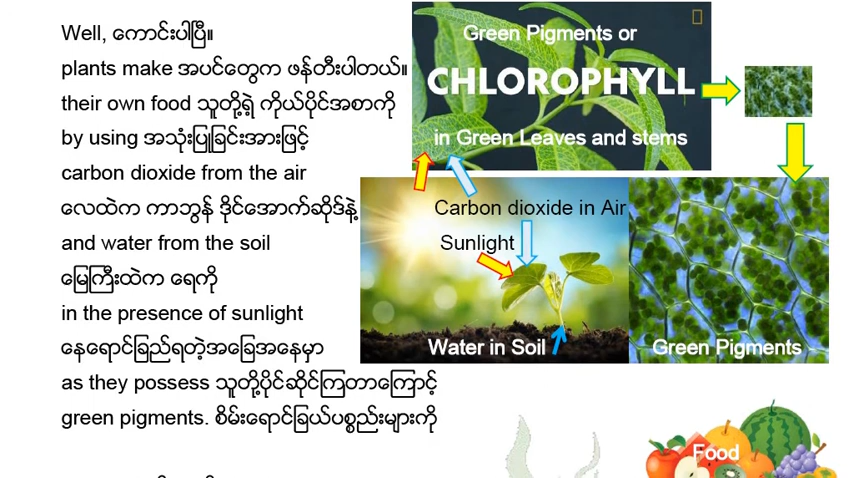 Well, ကောင်းပါပြီ။
plants make အပင်တွေက ဖန်တီးပါတယ်။
their own food သူတို့ရဲ့ ကိုယ်ပိုင်အစာကို
by using အသုံးပြုခြင်းအားဖြင့်
carbon dioxide from the air
လေထဲက ကာဘွန် ဒိုင်အောက်ဆိုဒ်နဲ့
and water from the soil
မြေကြီးထဲက ရေကို
in the presence of sunlight
နေရောင်ခြည်ရတဲ့အခြေအနေမှာ
as they possess သူတို့ပိုင်ဆိုင်ကြတာကြောင့်
green pigments. စိမ်းရောင်ခြယ်ပစ္စည်းများကို
Green Pigments or
CHLOROPHYLL
in Green Leaves and stems
Carbon dioxide in Air
Sunlight
Water in Soil
Green Pigments
Food